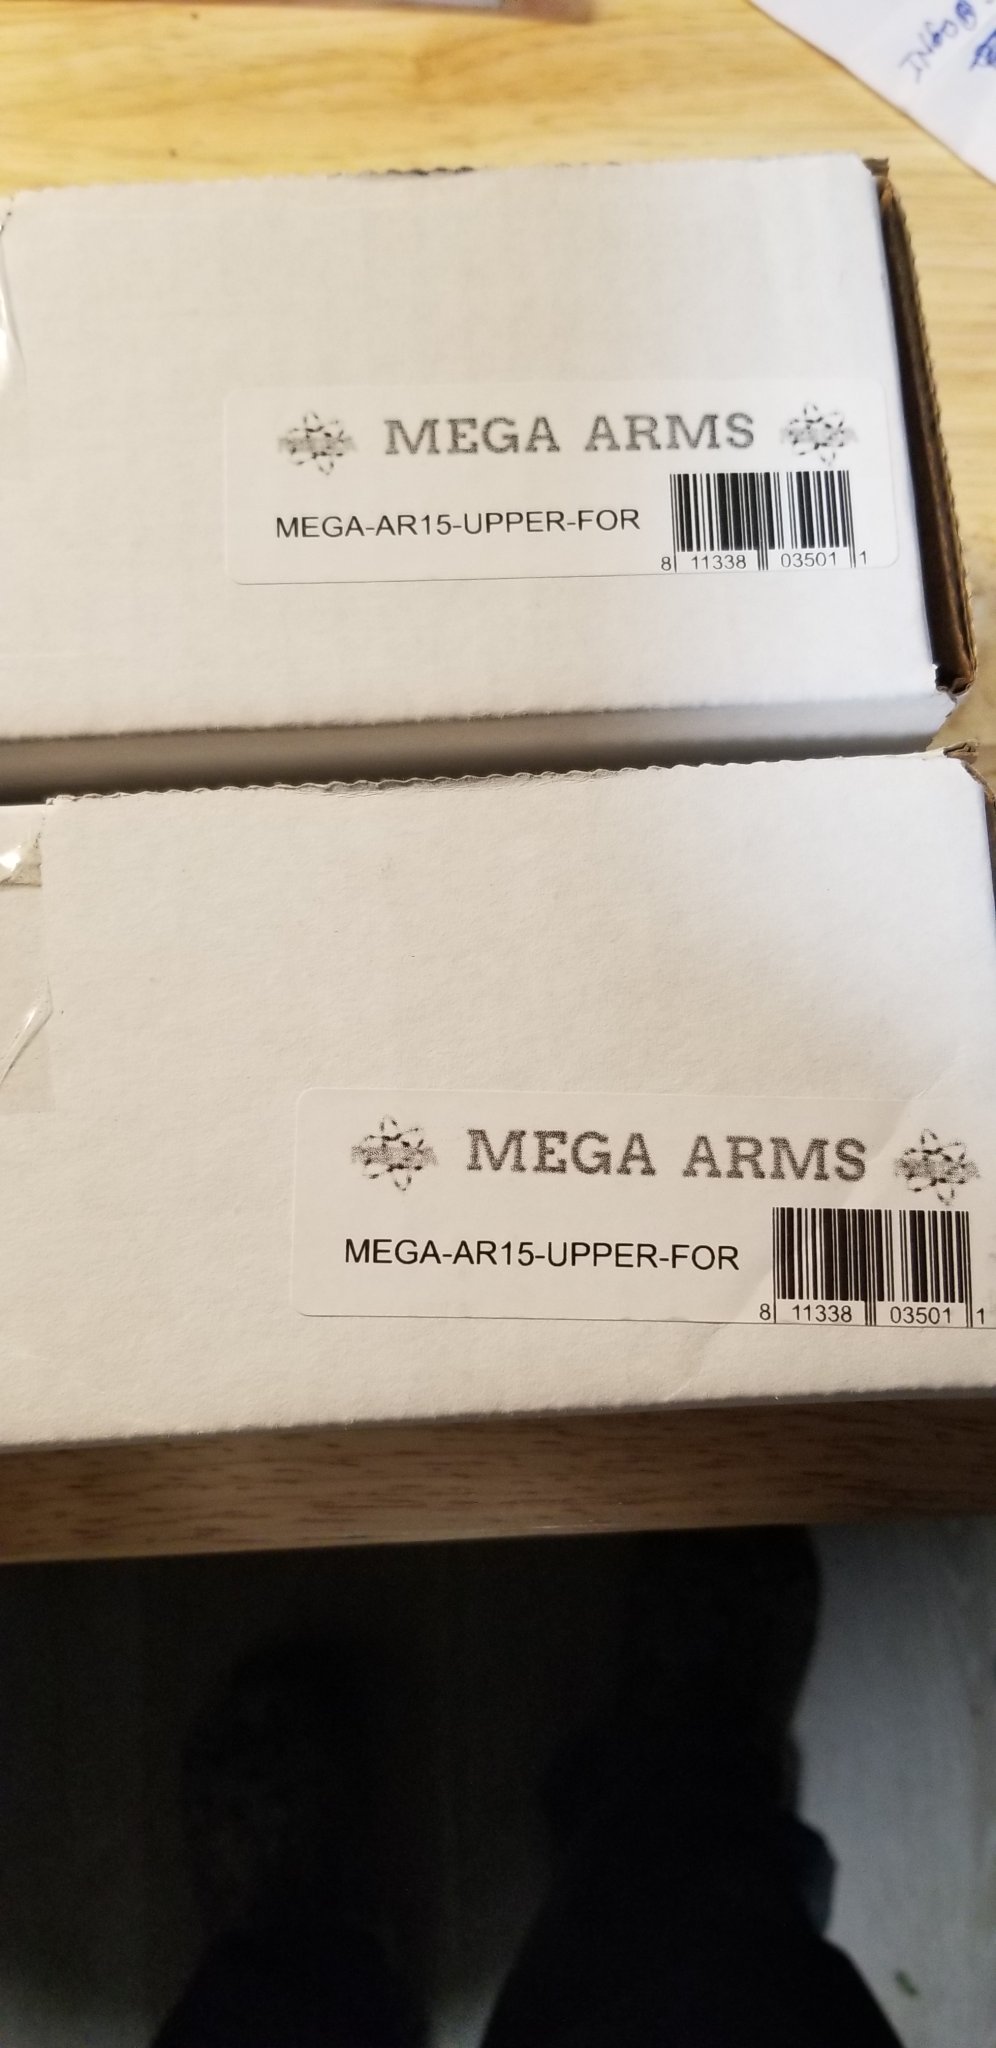 INGOD
MEGA ARMS
MEGA-AR15-UPPER-FOR
8 11338 03501 1
MEGA ARMS
MEGA-AR15-UPPER-FOR
8 11338 03501 1